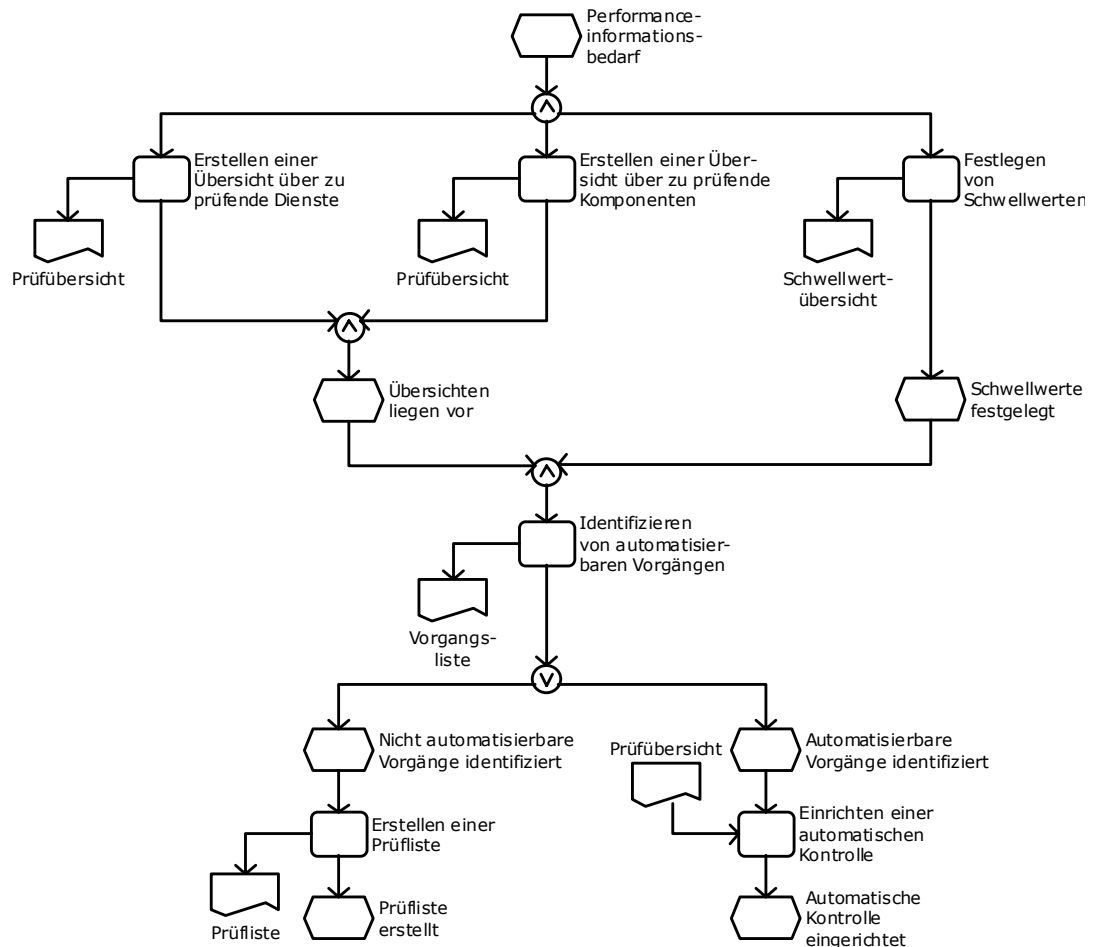 Performance-
informations-
bedarf
Erstellen einer
Übersicht über zu
prüfende Dienste
Erstellen einer Über-
sicht über zu prüfende
Komponenten
Festlegen
von
Schwellwerten
Prüfübersicht
Prüfübersicht
Schwellwert-
übersicht
Übersichten
liegen vor
Schwellwerte
festgelegt
Identifizieren
von automatisier-
baren Vorgängen
Vorgangs-
liste
Nicht automatisierbare
Vorgänge identifiziert
Prüfübersicht
Automatisierbare
Vorgänge identifiziert
Erstellen einer
Prüfliste
Einrichten einer
automatischen
Kontrolle
Prüfliste
Prüfliste
erstellt
Automatische
Kontrolle
eingerichtet